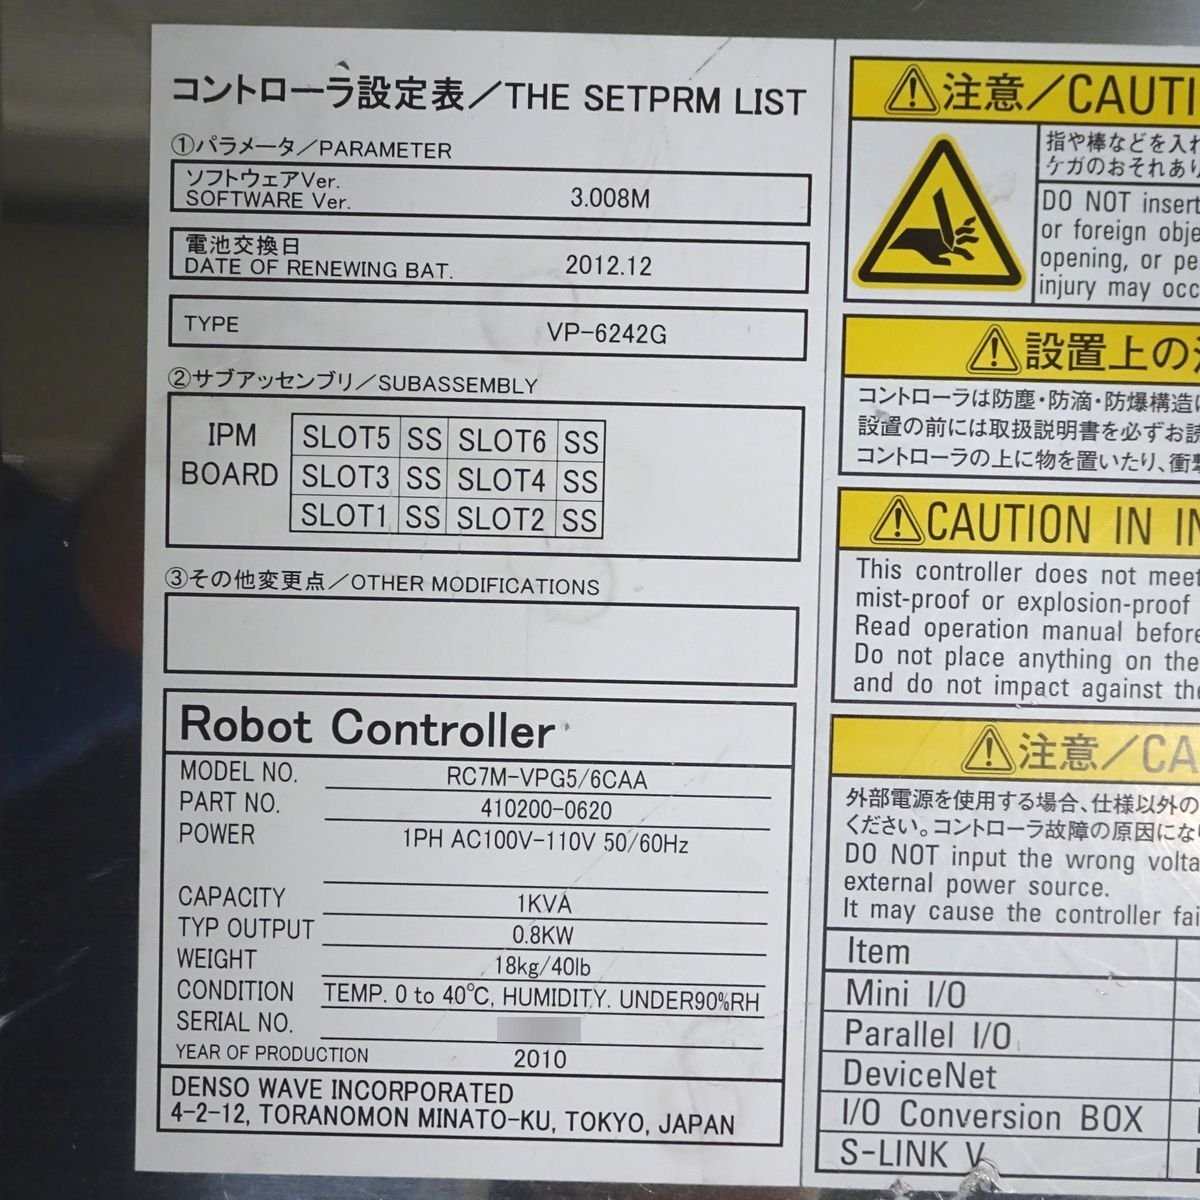 コントローラ設定表／THE SETPRM LIST
①パラメータ／PARAMETER
ソフトウェアVer.
SOFTWARE Ver. 3.008M
電池交換日
DATE OF RENEWING BAT. 2012.12
TYPE VP-6242G
②サブアッセンブリ／SUBASSEMBLY
IPM BOARD
SLOT5 SS SLOT6 SS
SLOT3 SS SLOT4 SS
SLOT1 SS SLOT2 SS
③その他変更点／OTHER MODIFICATIONS
Robot Controller
MODEL NO. RC7M-VPG5/6CAA
PART NO. 410200-0620
POWER 1PH AC100V-110V 50/60Hz
CAPACITY 1KVA
TYP OUTPUT 0.8KW
WEIGHT 18kg/40lb
CONDITION TEMP. 0 to 40℃, HUMIDITY. UNDER90%RH
SERIAL NO.
YEAR OF PRODUCTION 2010
DENSO WAVE INCORPORATED
4-2-12, TORANOMON MINATO-KU, TOKYO, JAPAN
注意／CAUTI
指や棒などを入れ
ケガのおそれあり
DO NOT insert
or foreign obje
opening, or pe
injury may occ
設置上の注
コントローラは防塵・防滴・防爆構造に
設置の前には取扱説明書を必ずお読
コントローラの上に物を置いたり、衝撃
CAUTION IN IN
This controller does not meet
mist-proof or explosion-proof
Read operation manual before
Do not place anything on the
and do not impact against the
注意／CA
外部電源を使用する場合、仕様以外の
ください。コントローラ故障の原因にな
DO NOT input the wrong volta
external power source.
It may cause the controller fai
Item
Mini I/O
Parallel I/O
DeviceNet
I/O Conversion BOX
S-LINK V